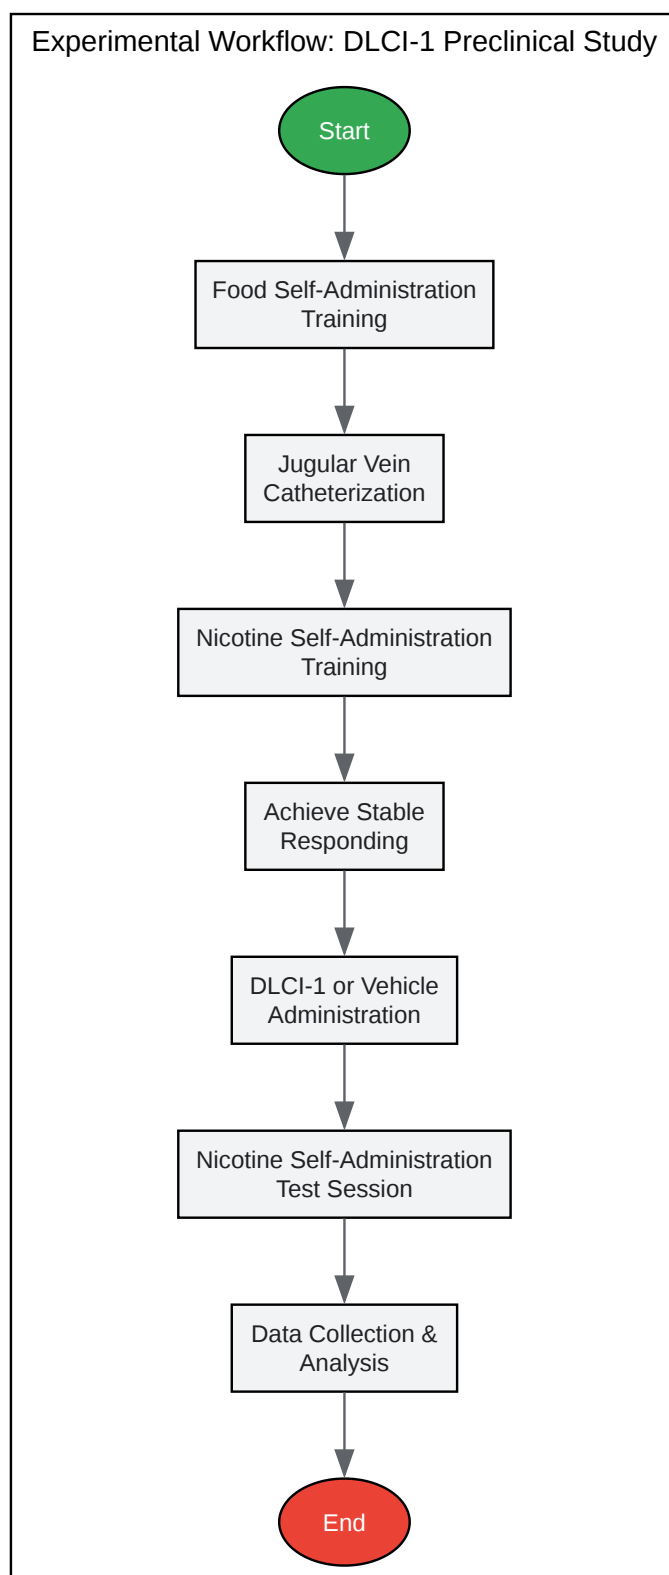 Experimental Workflow: DLCI-1 Preclinical Study
Start
Food Self-Administration
Training
Jugular Vein
Catheterization
Nicotine Self-Administration
Training
Achieve Stable
Responding
DLCI-1 or Vehicle
Administration
Nicotine Self-Administration
Test Session
Data Collection &
Analysis
End